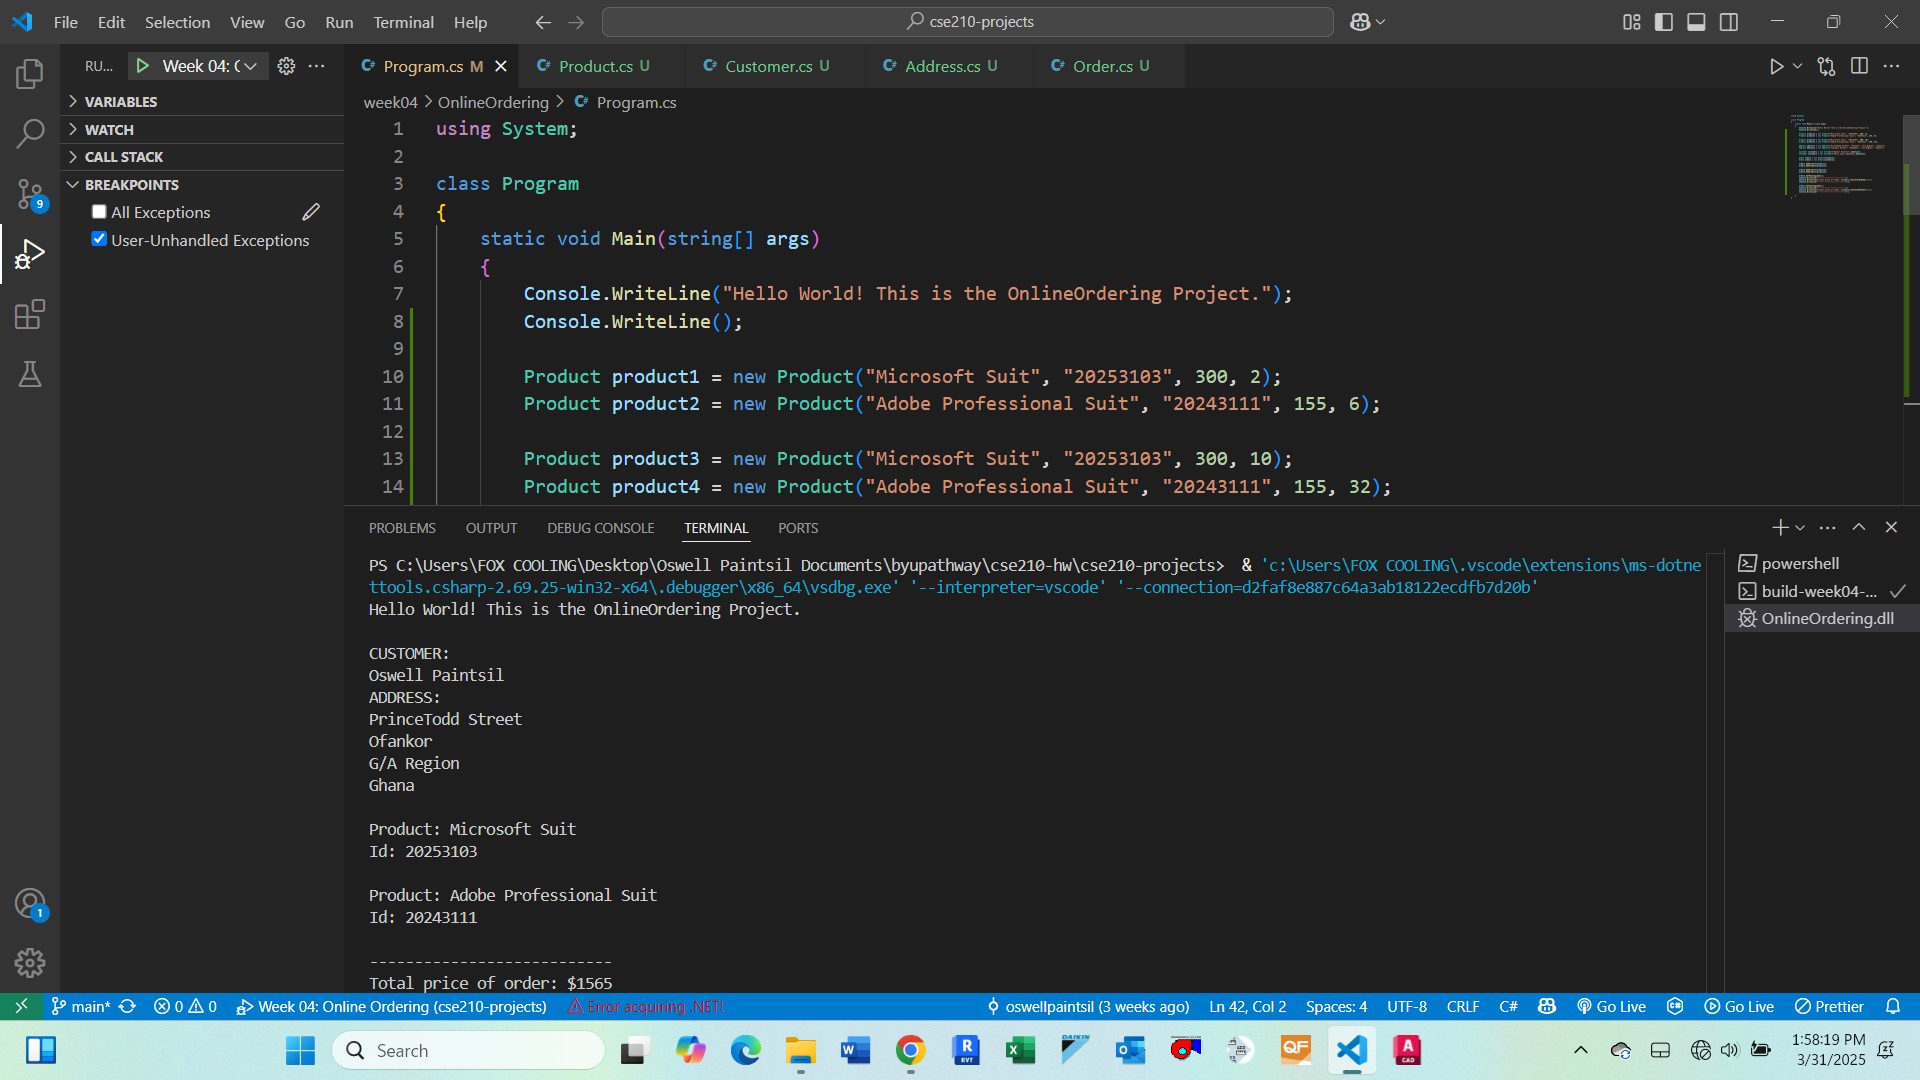 File Edit Selection View Go Run Terminal Help
cse210-projects
RU... Week 04: (
Program.cs M
Product.cs U
Customer.cs U
Address.cs U
Order.cs U
VARIABLES
WATCH
CALL STACK
BREAKPOINTS
All Exceptions
User-Unhandled Exceptions
9
1
week04 > OnlineOrdering > Program.cs
1 using System;
2
3 class Program
4 {
5 static void Main(string[] args)
6 {
7 Console.WriteLine("Hello World! This is the OnlineOrdering Project.");
8 Console.WriteLine();
9
10 Product product1 = new Product("Microsoft Suit", "20253103", 300, 2);
11 Product product2 = new Product("Adobe Professional Suit", "20243111", 155, 6);
12
13 Product product3 = new Product("Microsoft Suit", "20253103", 300, 10);
14 Product product4 = new Product("Adobe Professional Suit", "20243111", 155, 32);
PROBLEMS OUTPUT DEBUG CONSOLE TERMINAL PORTS
PS C:\Users\FOX COOLING\Desktop\Oswell Paintsil Documents\byupathway\cse210-hw\cse210-projects> & 'c:\Users\FOX COOLING\.vscode\extensions\ms-dotne
ttools.csharp-2.69.25-win32-x64\.debugger\x86_64\vsdbg.exe' '--interpreter=vscode' '--connection=d2faf8e887c64a3ab18122ecdfb7d20b'
Hello World! This is the OnlineOrdering Project.
CUSTOMER:
Oswell Paintsil
ADDRESS:
PrinceTodd Street
Ofankor
G/A Region
Ghana
Product: Microsoft Suit
Id: 20253103
Product: Adobe Professional Suit
Id: 20243111
---------------------------
Total price of order: $1565
powershell
build-week04-...
OnlineOrdering.dll
main* 0 0 Week 04: Online Ordering (cse210-projects) Error acquiring .NET! oswellpaintsil (3 weeks ago) Ln 42, Col 2 Spaces: 4 UTF-8 CRLF C# Go Live Go Live Prettier
Search
R
RVT
DAIKIN
QF
A
CAD
1:58:19 PM
3/31/2025